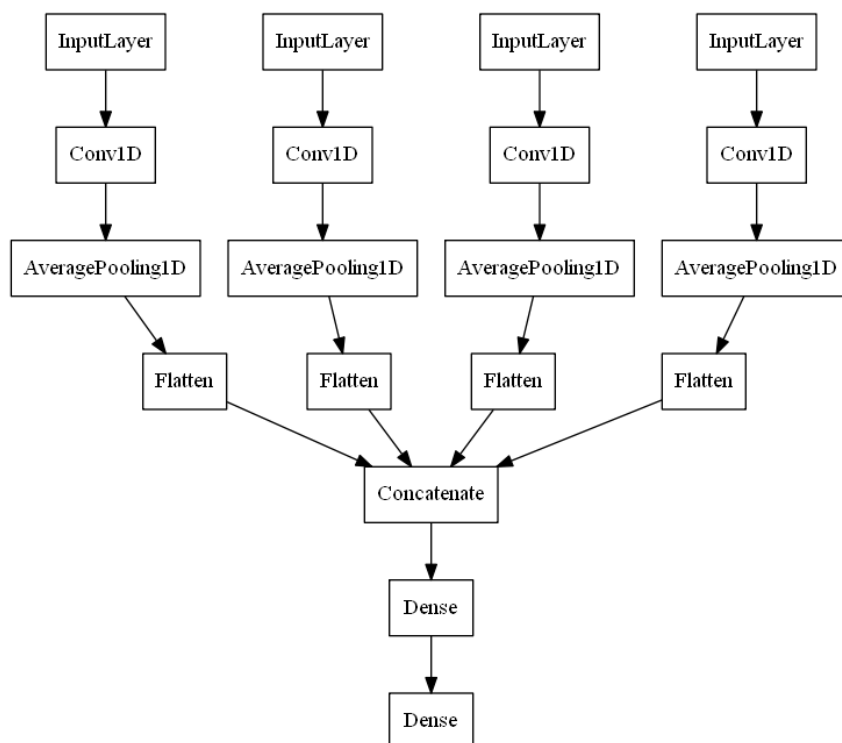 InputLayer
InputLayer
InputLayer
InputLayer
Conv1D
Conv1D
Conv1D
Conv1D
AveragePooling1D
AveragePooling1D
AveragePooling1D
AveragePooling1D
Flatten
Flatten
Flatten
Flatten
Concatenate
Dense
Dense